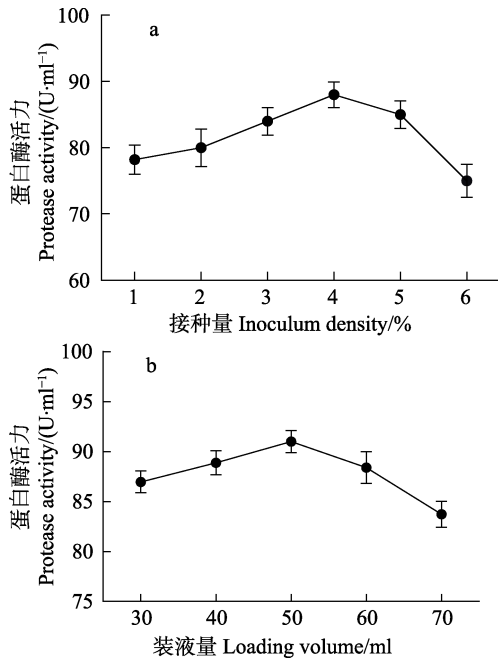 a
蛋白酶活力
Protease activity/(U·ml⁻¹)
100
90
80
70
60
1 2 3 4 5 6
接种量 Inoculum density/%
b
蛋白酶活力
Protease activity/(U·ml⁻¹)
100
95
90
85
80
75
30 40 50 60 70
装液量 Loading volume/ml